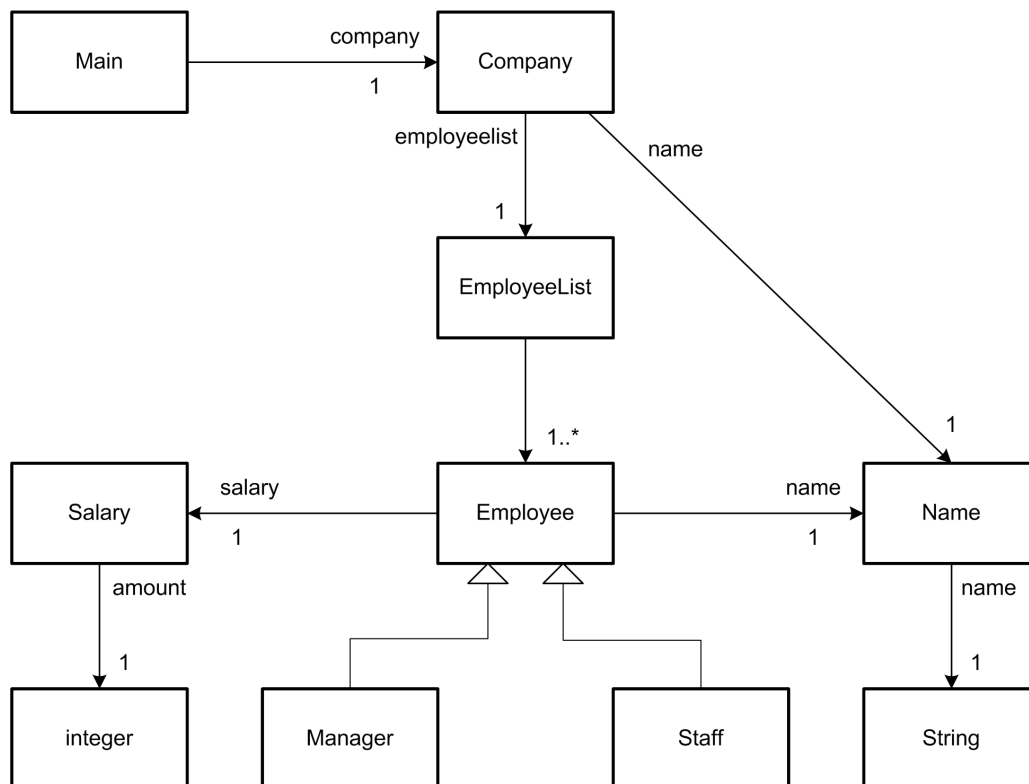 Main
company
1
Company
employeelist
1
name
1
EmployeeList
1..*
Salary
salary
1
Employee
name
1
Name
amount
1
name
1
integer
Manager
Staff
String